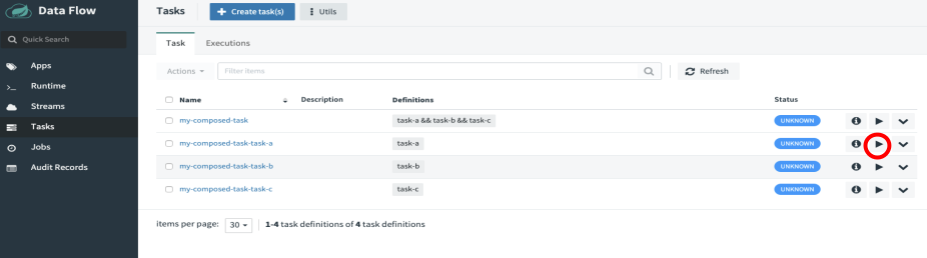 Data Flow
Quick Search
Apps
Runtime
Streams
Tasks
Jobs
Audit Records
Tasks
Create task(s)
Utils
Task Executions
Actions
Filter items
Refresh
Name Description Definitions Status
my-composed-task task-a && task-b && task-c UNKNOWN
my-composed-task-task-a task-a UNKNOWN
my-composed-task-task-b task-b UNKNOWN
my-composed-task-task-c task-c UNKNOWN
items per page: 30 1-4 task definitions of 4 task definitions